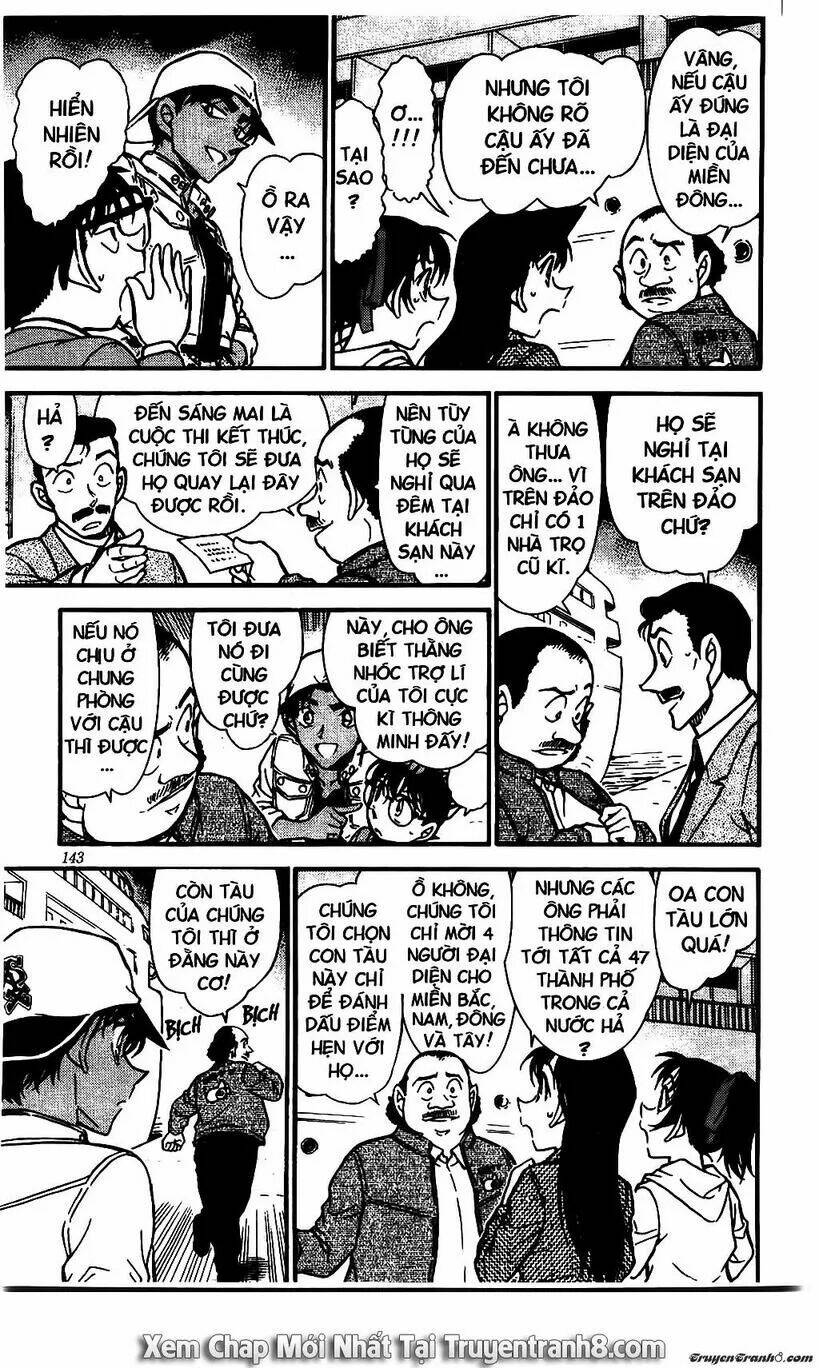 VÂNG,
NẾU CẬU
ẤY ĐÚNG
LÀ ĐẠI
DIỆN CỦA
MIỀN
ĐÔNG...
NHƯNG TÔI
KHÔNG RÕ
CẬU ẤY ĐÃ
ĐẾN CHƯA...
Ơ...
!!!
TẠI
SAO
?
Ồ RA
VẬY
...
HIỂN
NHIÊN
RỒI!
HỌ SẼ
NGHỈ TẠI
KHÁCH SẠN
TRÊN ĐẢO
CHỨ?
À KHÔNG
THƯA
ÔNG... VÌ
TRÊN ĐẢO
CHỈ CÓ 1
NHÀ TRỌ
CŨ KĨ.
NÊN TÙY
TÙNG CỦA
HỌ SẼ
NGHỈ QUA
ĐÊM TẠI
KHÁCH
SẠN NÀY
...
ĐẾN SÁNG MAI LÀ
CUỘC THI KẾT THÚC,
CHÚNG TÔI SẼ ĐƯA
HỌ QUAY LẠI ĐÂY
ĐƯỢC RỒI.
HẢ
?
NÀY, CHO ÔNG
BIẾT THẰNG
NHÓC TRỢ LÍ
CỦA TÔI CỰC
KÌ THÔNG
MINH ĐẤY!
TÔI ĐƯA
NÓ ĐI
CÙNG
ĐƯỢC
CHỨ?
NẾU NÓ
CHỊU Ở
CHUNG
PHÒNG
VỚI CẬU
THÌ ĐƯỢC
...
143
OA CON
TÀU LỚN
QUÁ!
NHƯNG CÁC
ÔNG PHẢI
THÔNG TIN
TỚI TẤT CẢ 47
THÀNH PHỐ
TRONG CẢ
NƯỚC HẢ
?
Ồ KHÔNG,
CHÚNG TÔI
CHỈ MỜI 4
NGƯỜI ĐẠI
DIỆN CHO
MIỀN BẮC,
NAM, ĐÔNG
VÀ TÂY!
CHÚNG
TÔI CHỌN
CON TÀU
NÀY CHỈ
ĐỂ ĐÁNH
DẤU ĐIỂM
HẸN VỚI
HỌ...
CÒN TÀU
CỦA CHÚNG
TÔI THÌ Ở
ĐẰNG NÀY
CƠ!
BỊCH
BỊCH
Xem Chap Mới Nhất Tại Truyentranh8.com
TruyenTranh8.com